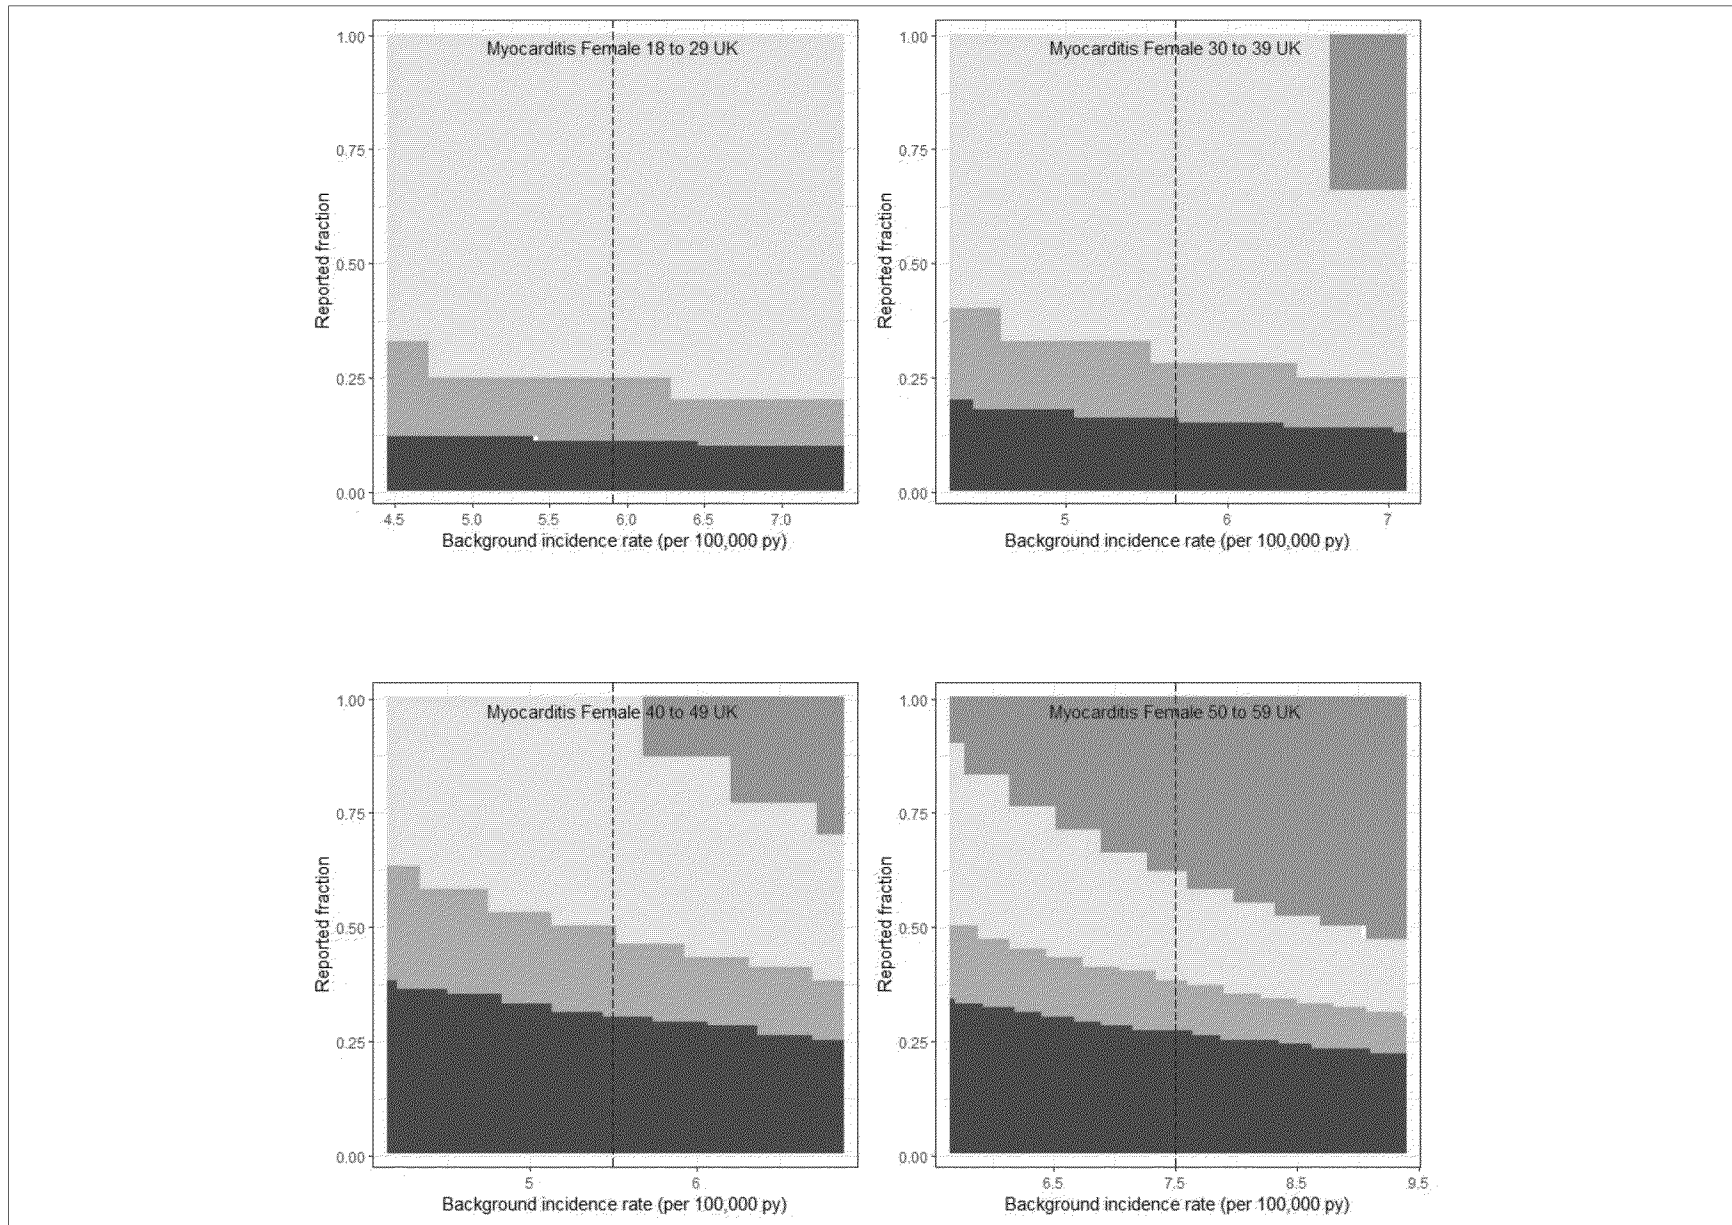 Myocarditis Female 18 to 29 UK
Reported fraction
1.00
0.75
0.50
0.25
0.00
4.5 5.0 5.5 6.0 6.5 7.0
Background incidence rate (per 100,000 py)
Myocarditis Female 30 to 39 UK
Reported fraction
1.00
0.75
0.50
0.25
0.00
5 6 7
Background incidence rate (per 100,000 py)
Myocarditis Female 40 to 49 UK
Reported fraction
1.00
0.75
0.50
0.25
0.00
5 6
Background incidence rate (per 100,000 py)
Myocarditis Female 50 to 59 UK
Reported fraction
1.00
0.75
0.50
0.25
0.00
6.5 7.5 8.5 9.5
Background incidence rate (per 100,000 py)